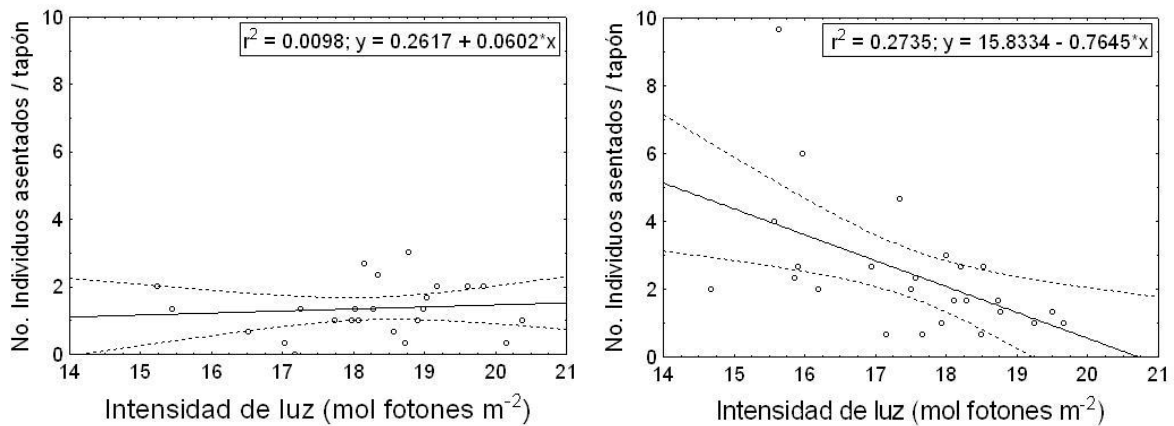 r² = 0.0098; y = 0.2617 + 0.0602*x
No. Individuos asentados / tapón
10
8
6
4
2
0
14 15 16 17 18 19 20 21
Intensidad de luz (mol fotones m⁻²)
r² = 0.2735; y = 15.8334 - 0.7645*x
No. Individuos asentados / tapón
10
8
6
4
2
0
14 15 16 17 18 19 20 21
Intensidad de luz (mol fotones m⁻²)